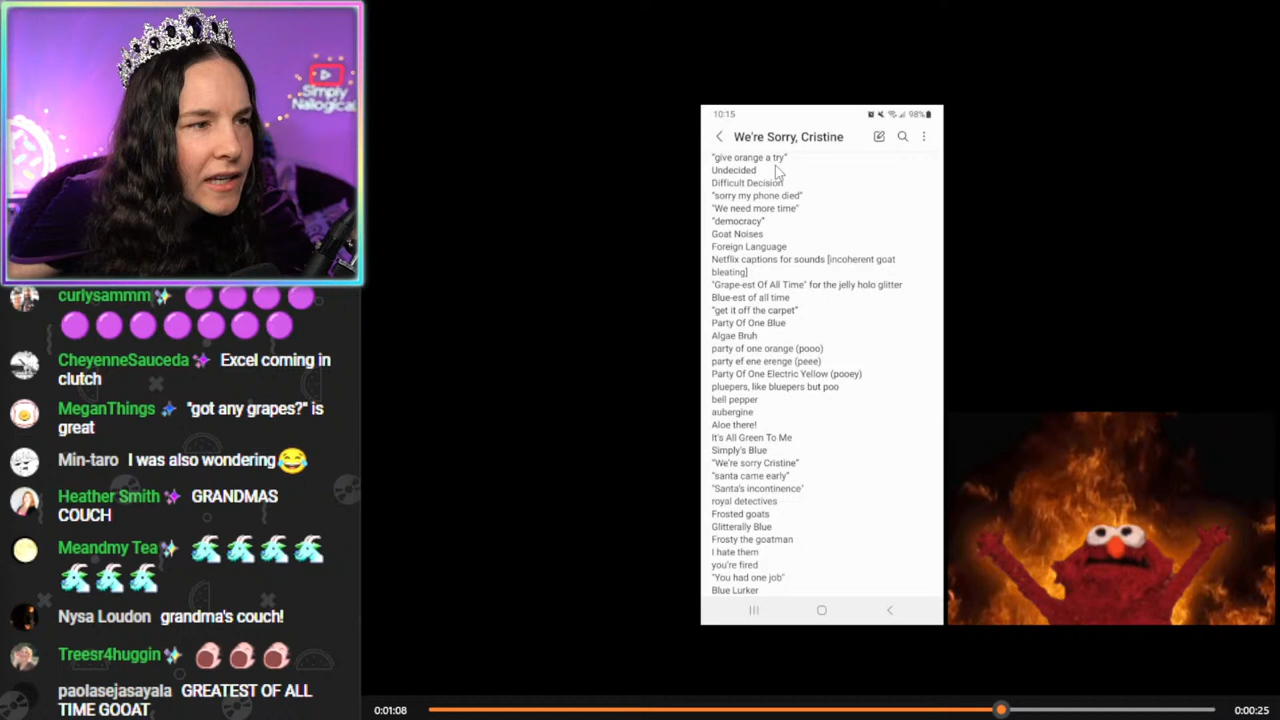 Simply
Nailogical
curlysammm
CheyenneSauceda Excel coming in
clutch
MeganThings "got any grapes?" is
great
Min-taro I was also wondering
Heather Smith GRANDMAS
COUCH
Meandmy Tea
Nysa Loudon grandma's couch!
Treesr4huggin
paolasejasayala GREATEST OF ALL
TIME GOOAT
10:15 98%
We're Sorry, Cristine
"give orange a try"
Undecided
Difficult Decision
"sorry my phone died"
"We need more time"
"democracy"
Goat Noises
Foreign Language
Netflix captions for sounds [incoherent goat
bleating]
"Grape-est Of All Time" for the jelly holo glitter
Blue-est of all time
"get it off the carpet"
Party Of One Blue
Algae Bruh
party of one orange (pooo)
party ef ene erenge (peee)
Party Of One Electric Yellow (pooey)
pluepers, like bluepers but poo
bell pepper
aubergine
Aloe there!
It's All Green To Me
Simply's Blue
"We're sorry Cristine"
"santa came early"
"Santa's incontinence"
royal detectives
Frosted goats
Glitterally Blue
Frosty the goatman
I hate them
you're fired
"You had one job"
Blue Lurker
0:01:08
0:00:25